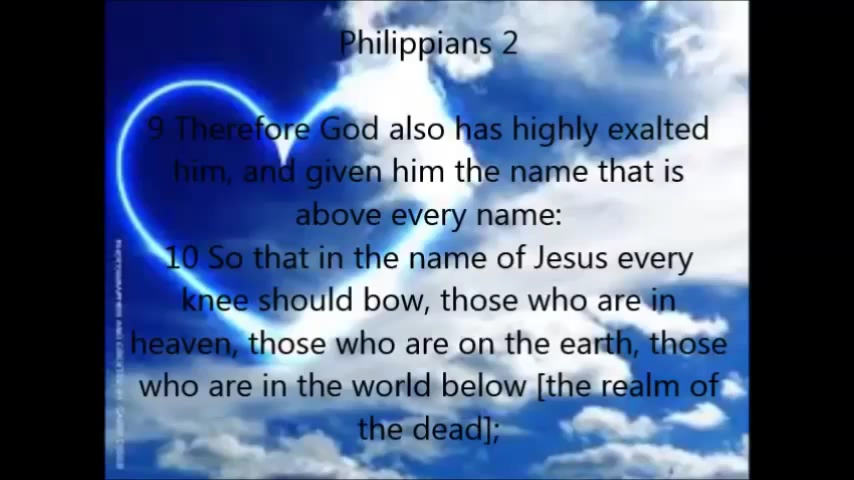 Philippians 2
9 Therefore God also has highly exalted
him, and given him the name that is
above every name:
10 So that in the name of Jesus every
knee should bow, those who are in
heaven, those who are on the earth, those
who are in the world below [the realm of
the dead];